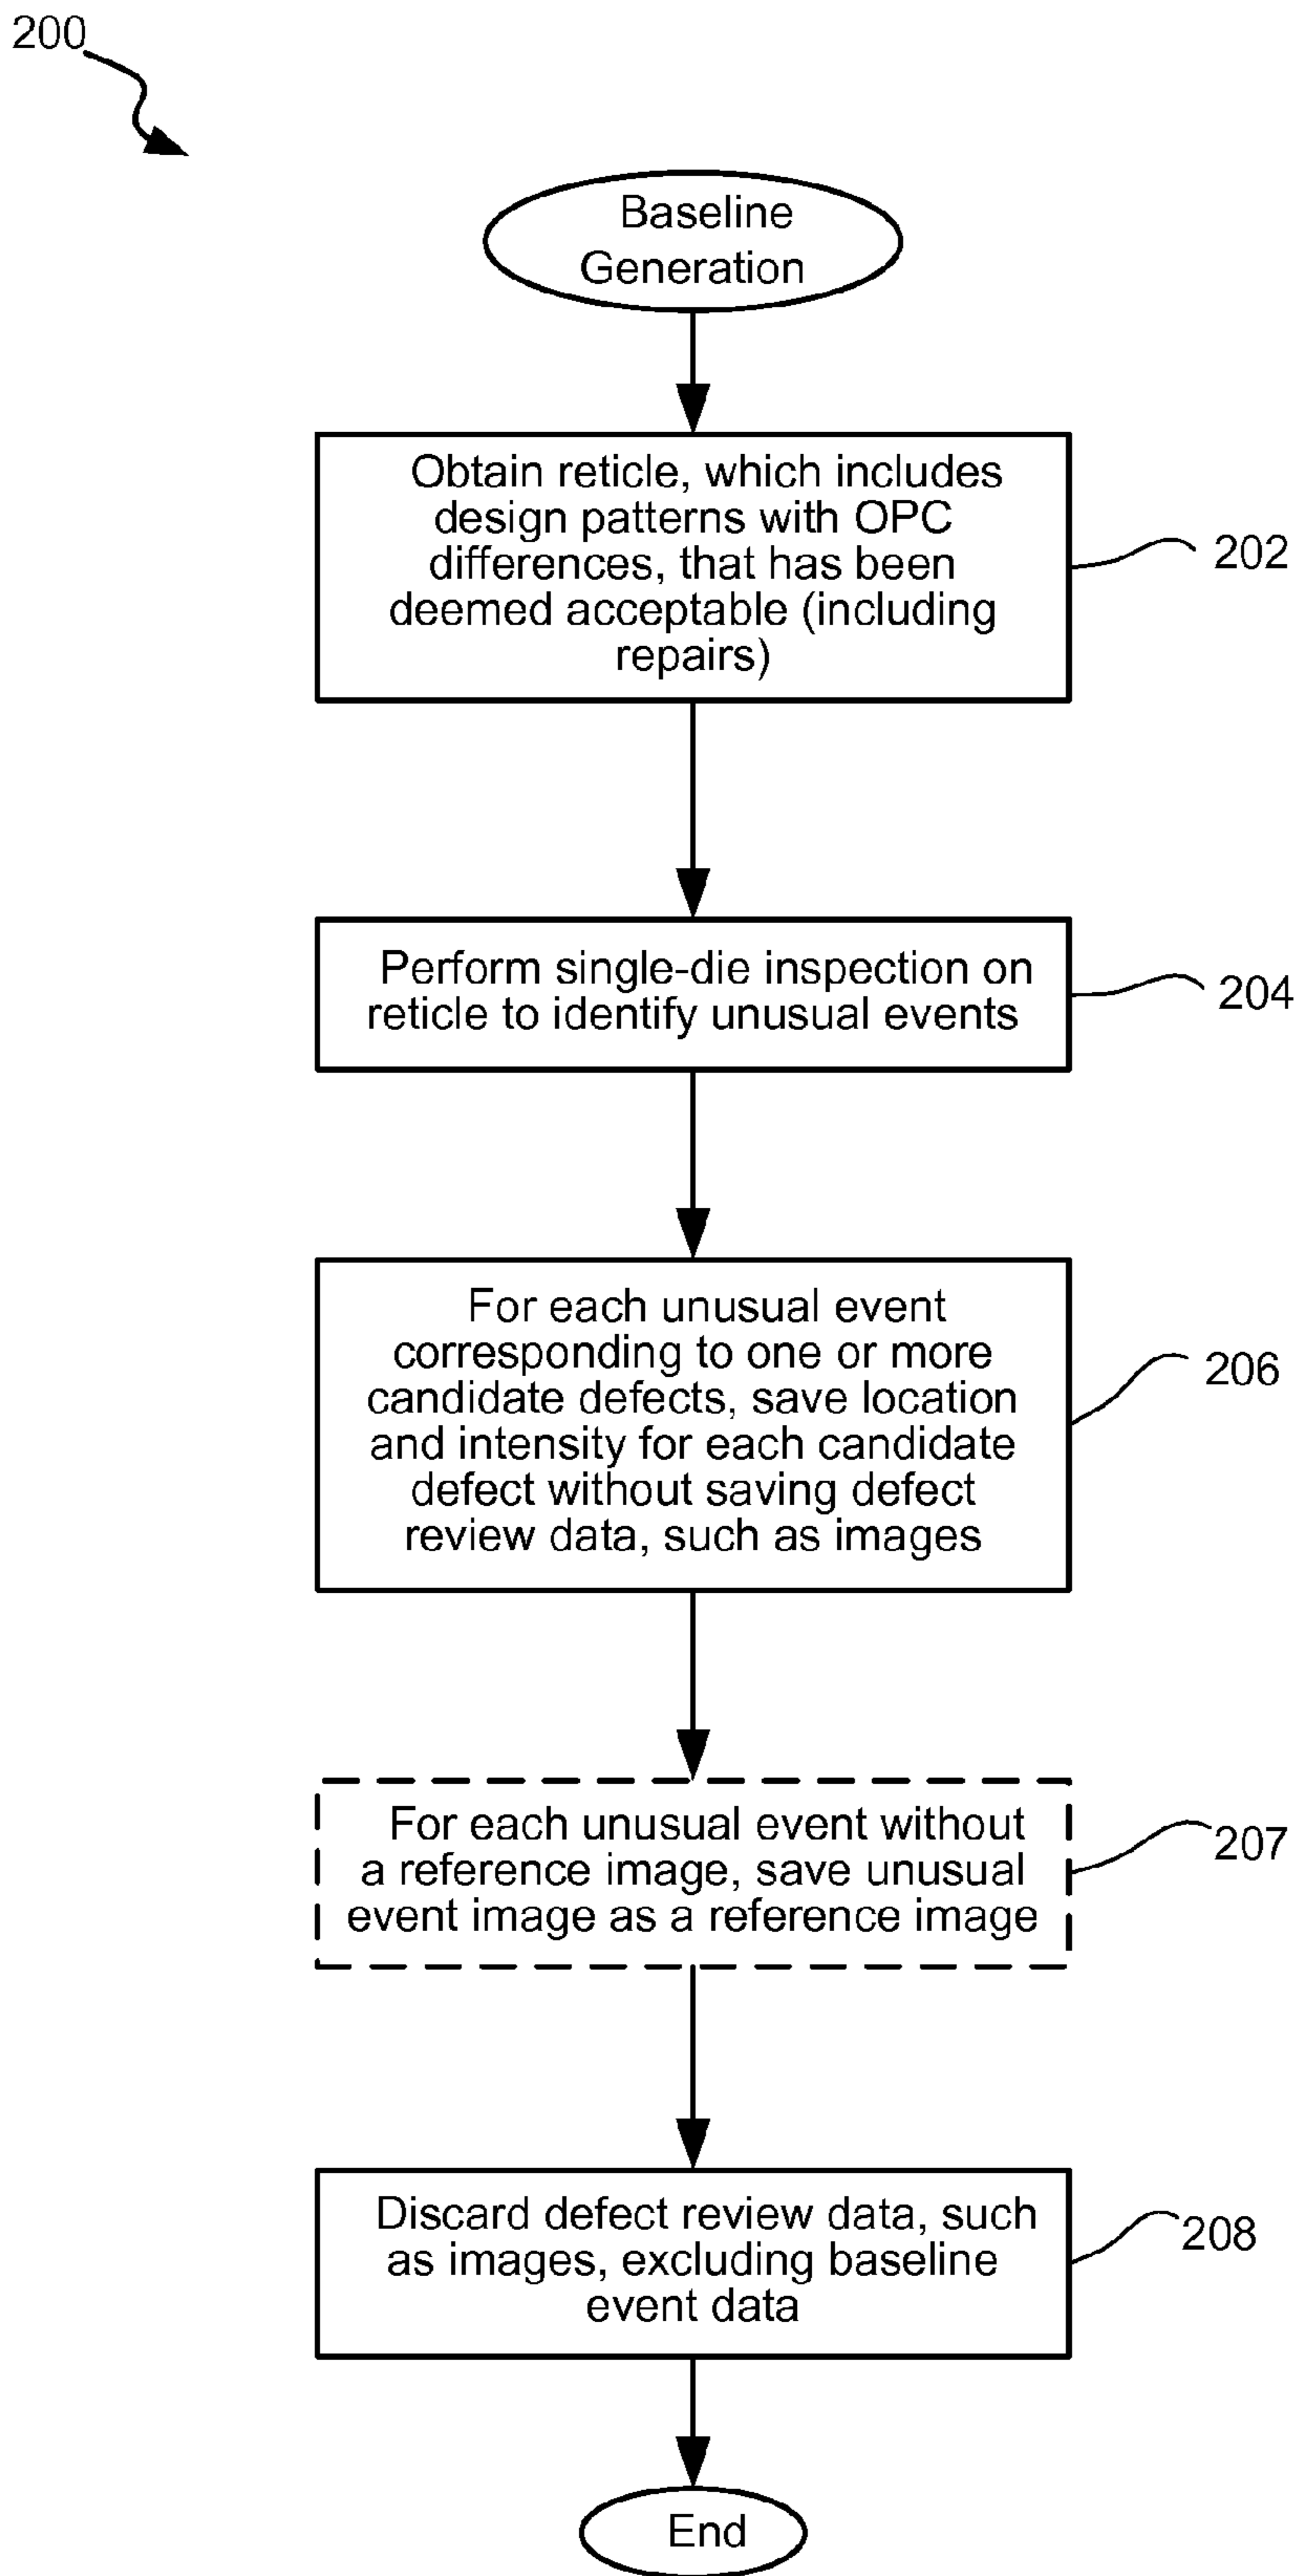 200
Baseline
Generation
Obtain reticle, which includes
design patterns with OPC
differences, that has been
deemed acceptable (including
repairs)
202
Perform single-die inspection on
reticle to identify unusual events
204
For each unusual event
corresponding to one or more
candidate defects, save location
and intensity for each candidate
defect without saving defect
review data, such as images
206
For each unusual event without
a reference image, save unusual
event image as a reference image
207
Discard defect review data, such
as images, excluding baseline
event data
208
End